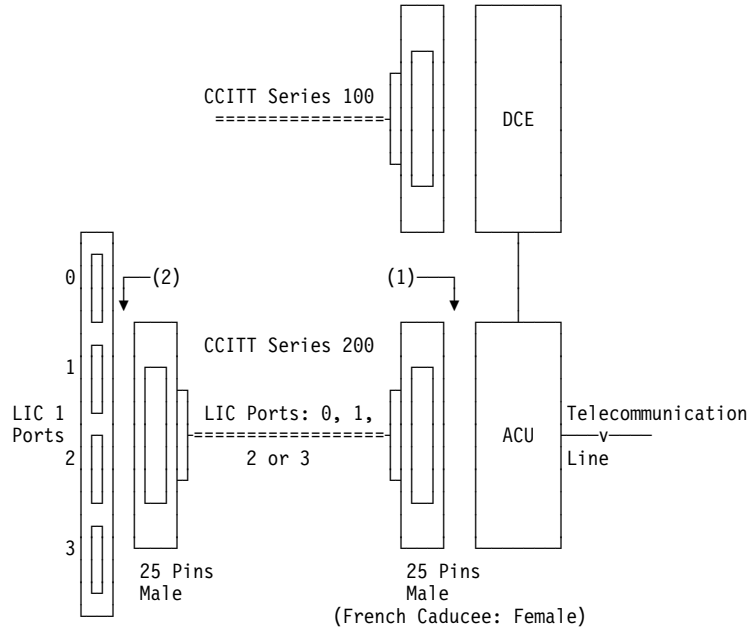 CCITT Series 100
===============
DCE
0
(2)
(1)
1
CCITT Series 200
LIC 1
Ports
LIC Ports: 0, 1,
===============
2 or 3
ACU
Telecommunication
v
Line
2
3
25 Pins
Male
25 Pins
Male
(French Caducee: Female)